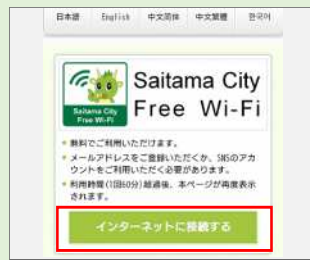 日本語 English 中文简体 中文繁體 한국어
Saitama City
Free Wi-Fi
Saitama City
Free Wi-Fi
無料でご利用いただけます。
メールアドレスをご登録いただくか、SNSのアカ
ウントをご利用いただく必要があります。
利用時間(1回60分)超過後、本ページが再度表示
されます。
インターネットに接続する